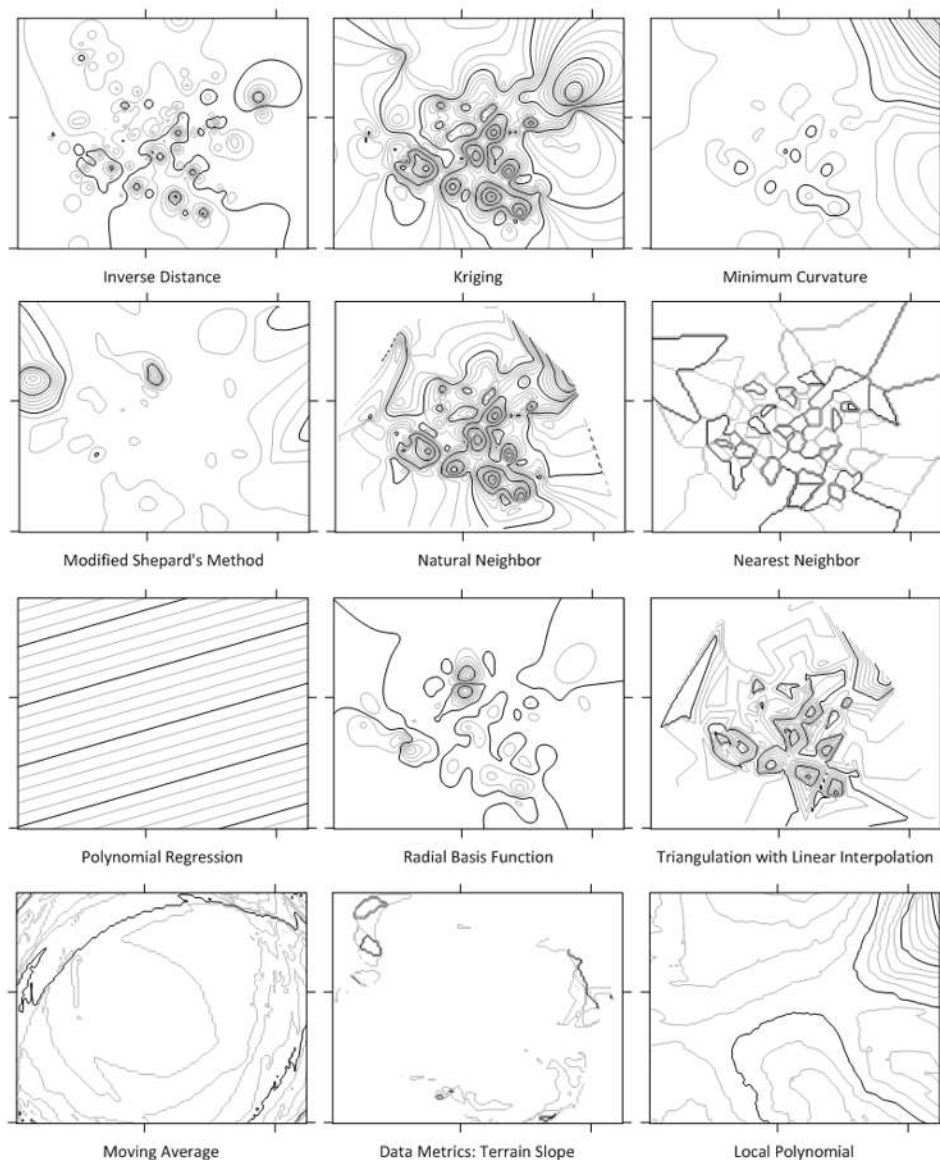 Inverse Distance
Kriging
Minimum Curvature
Modified Shepard's Method
Natural Neighbor
Nearest Neighbor
Polynomial Regression
Radial Basis Function
Triangulation with Linear Interpolation
Moving Average
Data Metrics: Terrain Slope
Local Polynomial